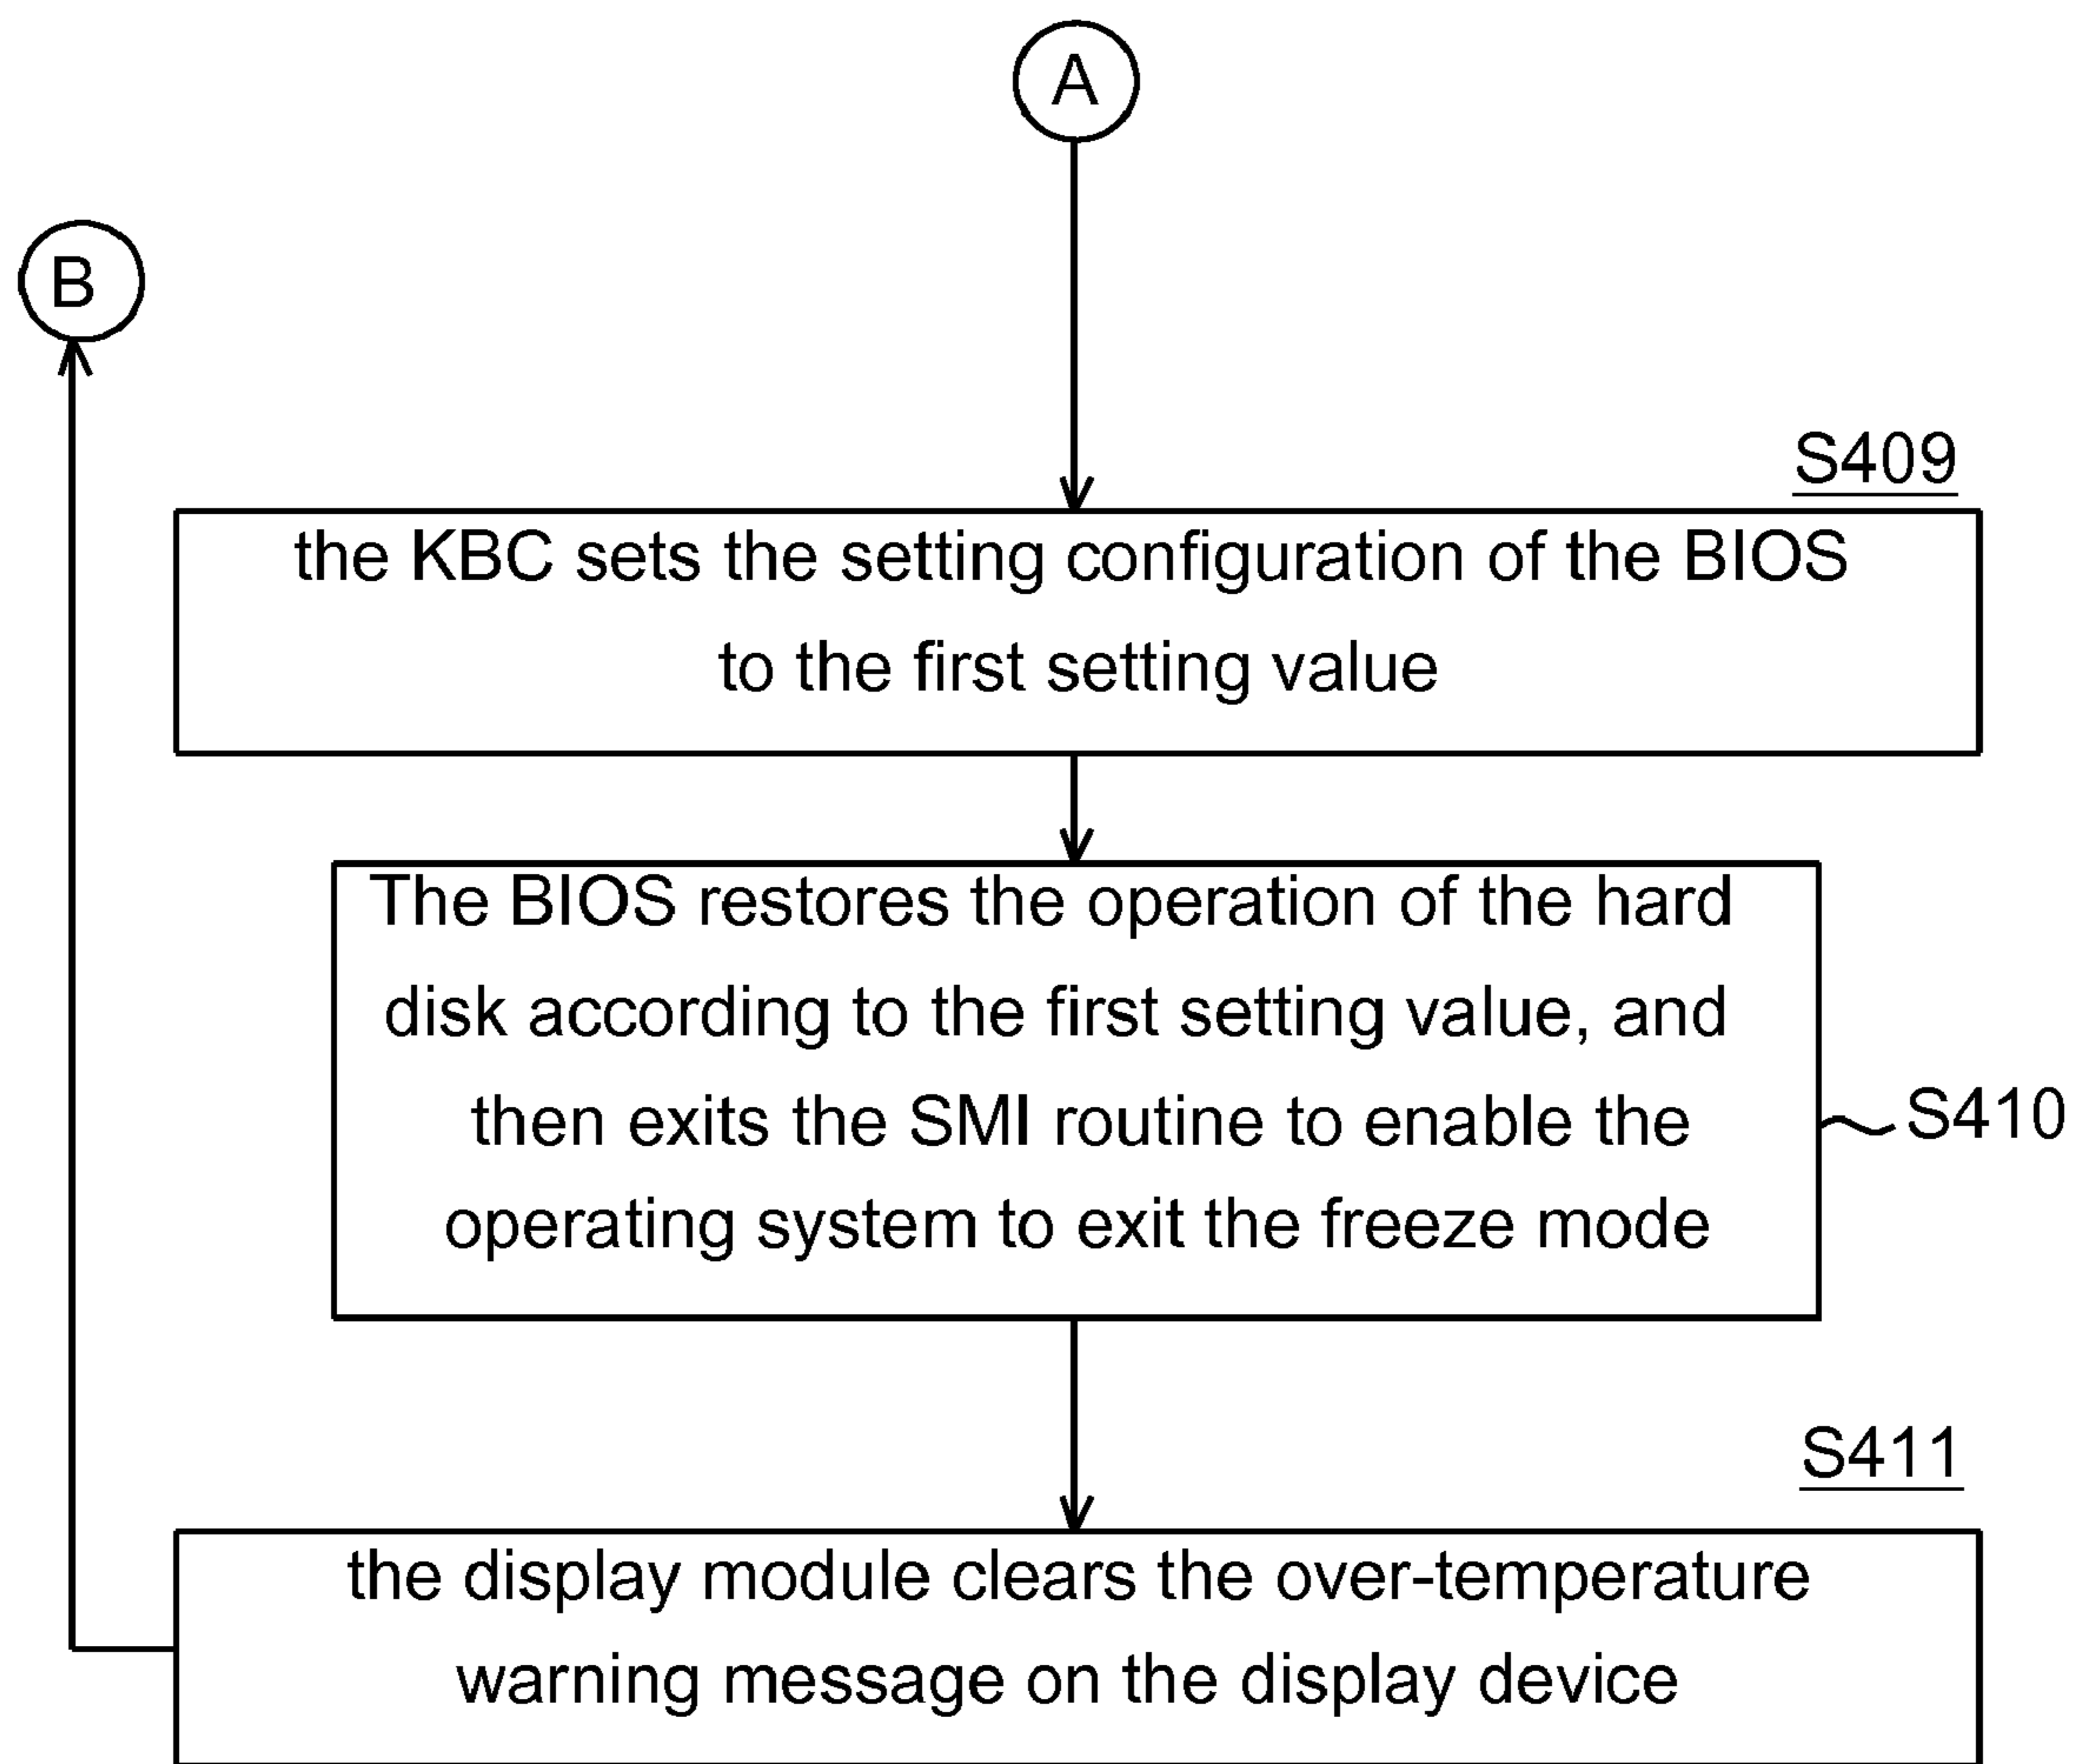 A
B
S409
the KBC sets the setting configuration of the BIOS
to the first setting value
The BIOS restores the operation of the hard
disk according to the first setting value, and
then exits the SMI routine to enable the
operating system to exit the freeze mode
S410
S411
the display module clears the over-temperature
warning message on the display device